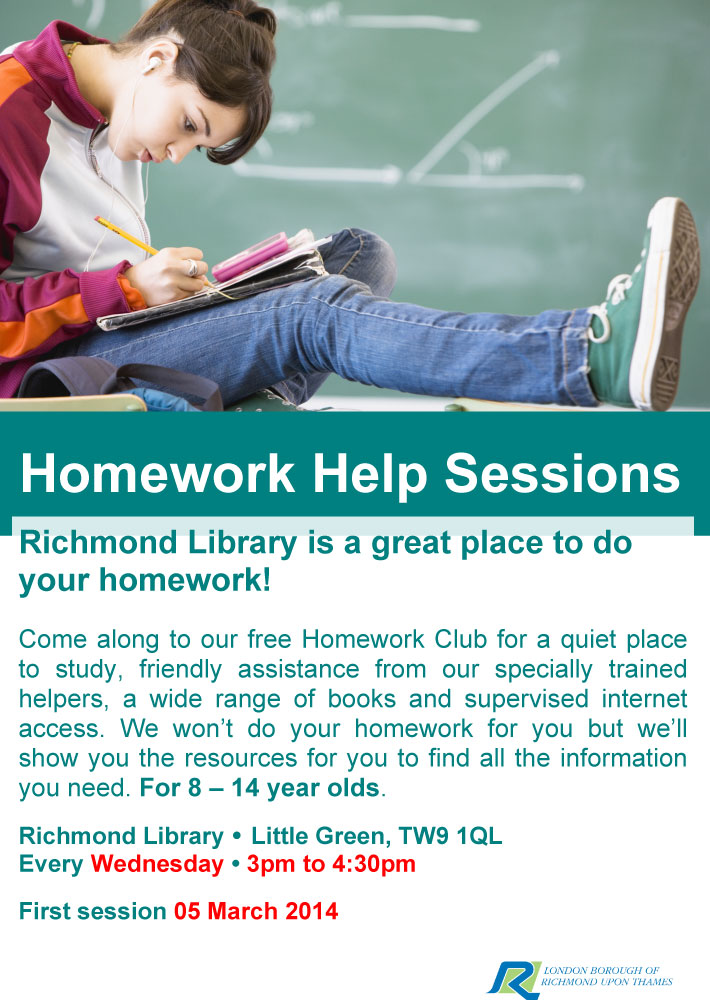 Homework Help Sessions
Richmond Library is a great place to do
your homework!
Come along to our free Homework Club for a quiet place
to study, friendly assistance from our specially trained
helpers, a wide range of books and supervised internet
access. We won’t do your homework for you but we’ll
show you the resources for you to find all the information
you need. For 8 – 14 year olds.
Richmond Library • Little Green, TW9 1QL
Every Wednesday • 3pm to 4:30pm
First session 05 March 2014
LONDON BOROUGH OF
RICHMOND UPON THAMES